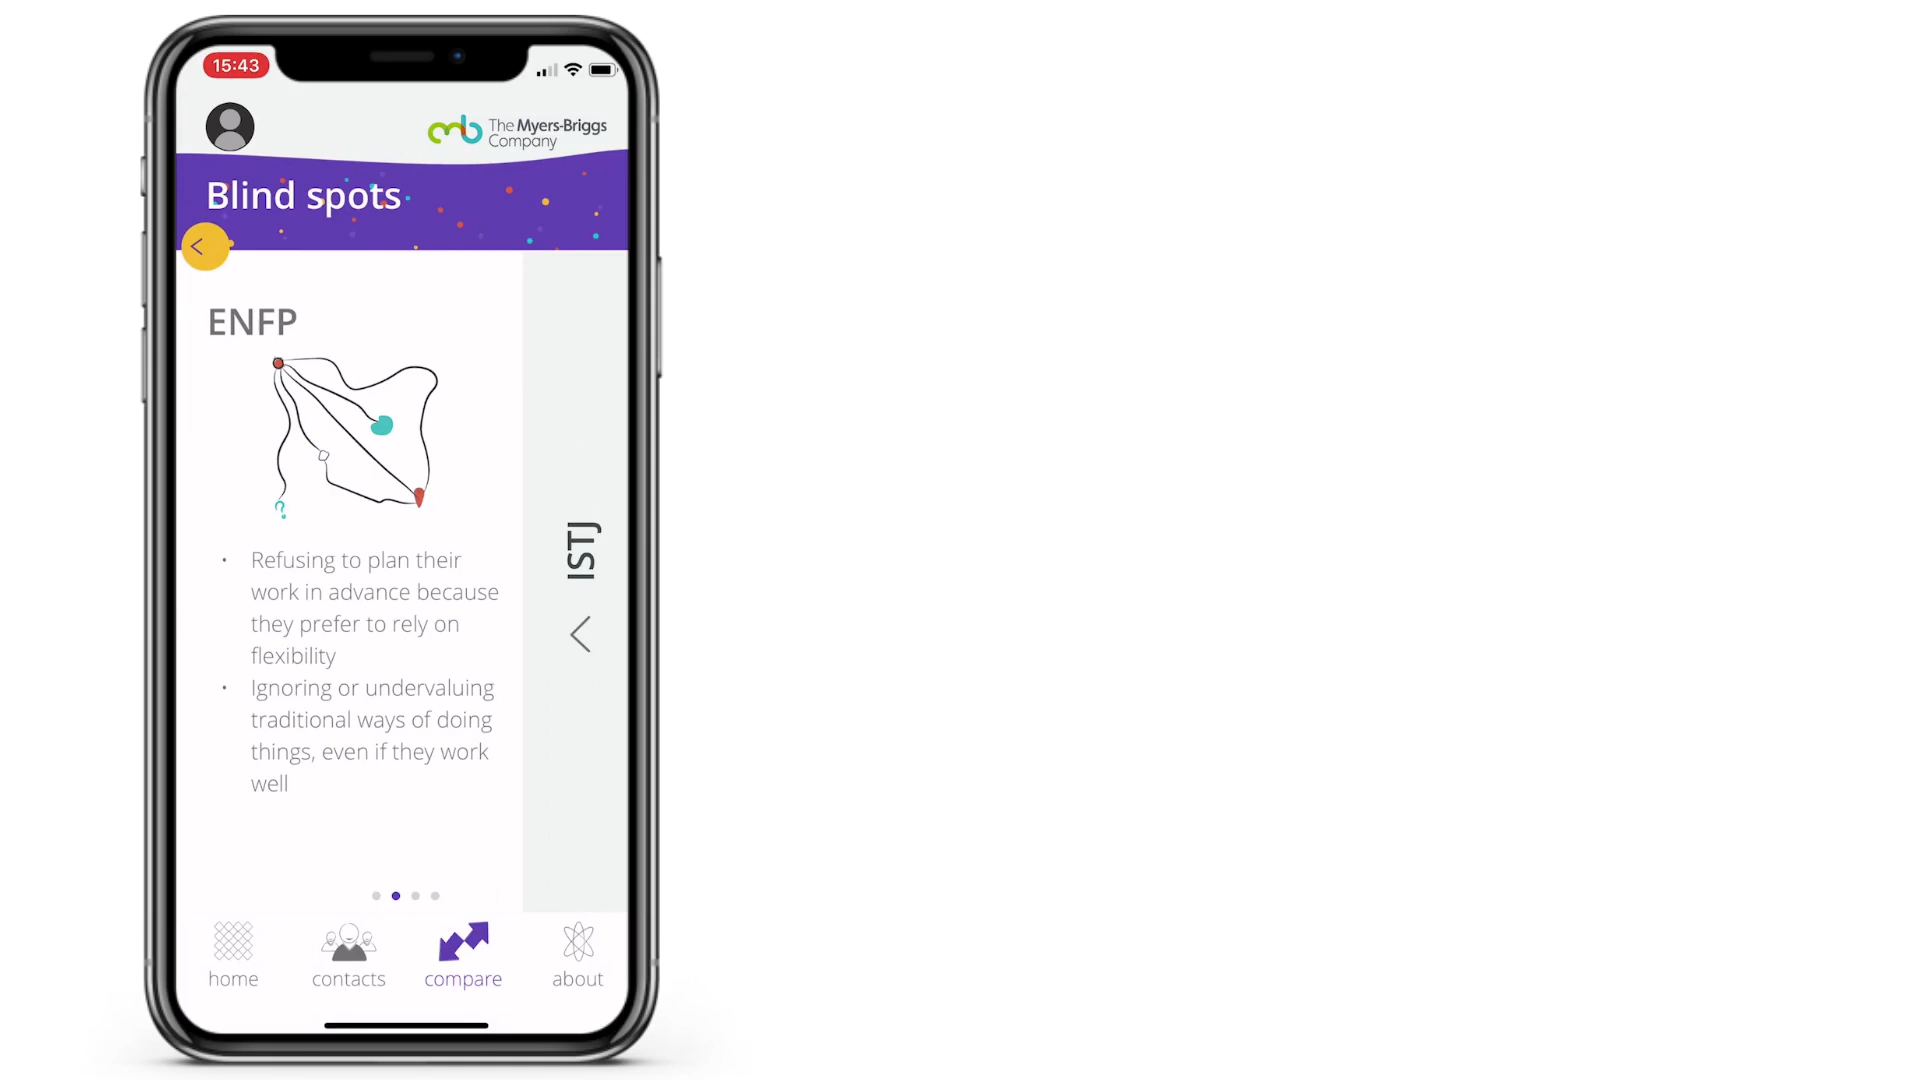 15:43
The Myers-Briggs
Company
Blind spots
<
ENFP
?
• Refusing to plan their
work in advance because
they prefer to rely on
flexibility
• Ignoring or undervaluing
traditional ways of doing
things, even if they work
well
ISTJ
home
contacts
compare
about